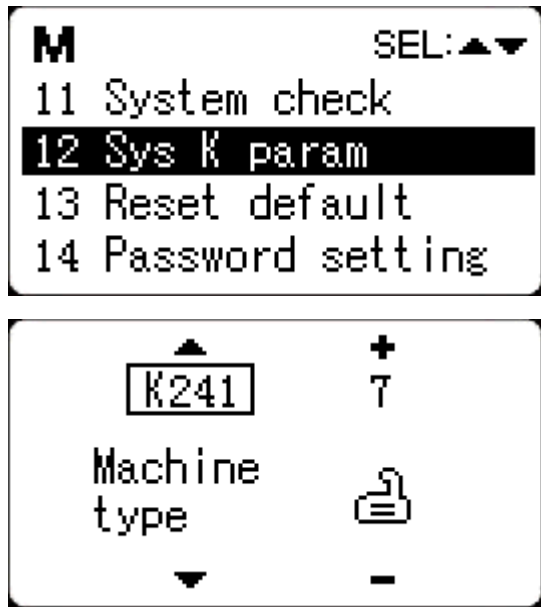 M SEL:▲▼
11 System check
12 Sys K param
13 Reset default
14 Password setting
▲ +
K241 7
Machine
type
▼ -